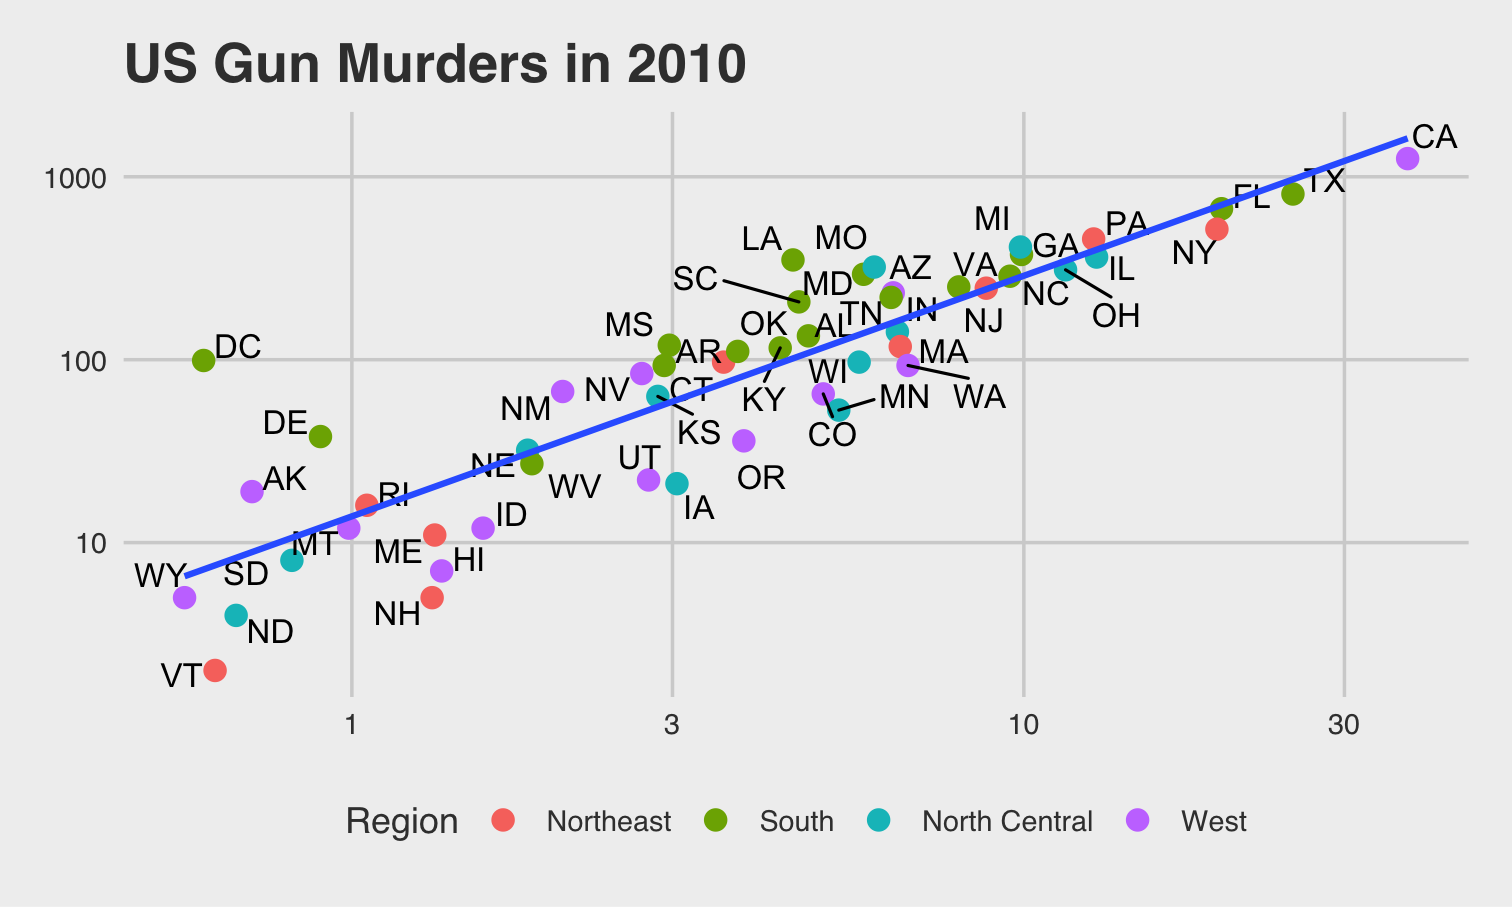 US Gun Murders in 2010
CA
1000
TX
FL
MI
PA
LA
MO
GA
NY
AZ
VA
IL
SC
MD
NC
TN
IN
OH
MS
OK
AL
NJ
DC
100
AR
MA
WI
NV
CT
KY
MN
WA
NM
DE
KS
CO
UT
NE
AK
OR
WV
RI
IA
ID
10
MT
ME
HI
WY
SD
NH
ND
VT
1
3
10
30
Region
Northeast
South
North Central
West